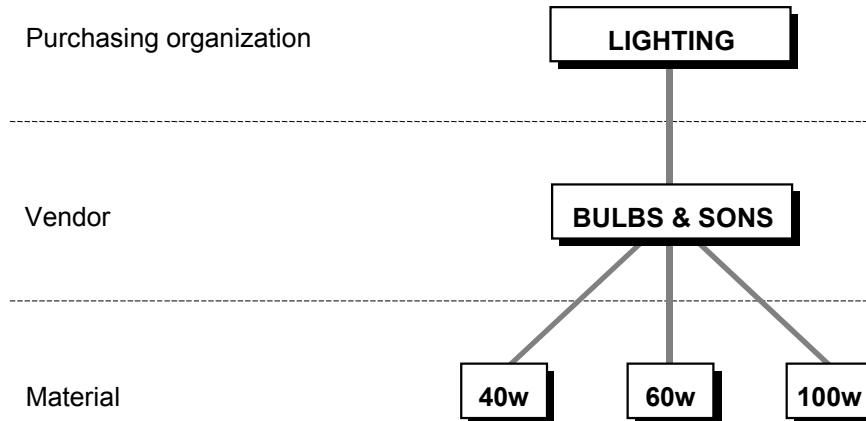 Purchasing organization LIGHTING
Vendor BULBS & SONS
Material 40w 60w 100w